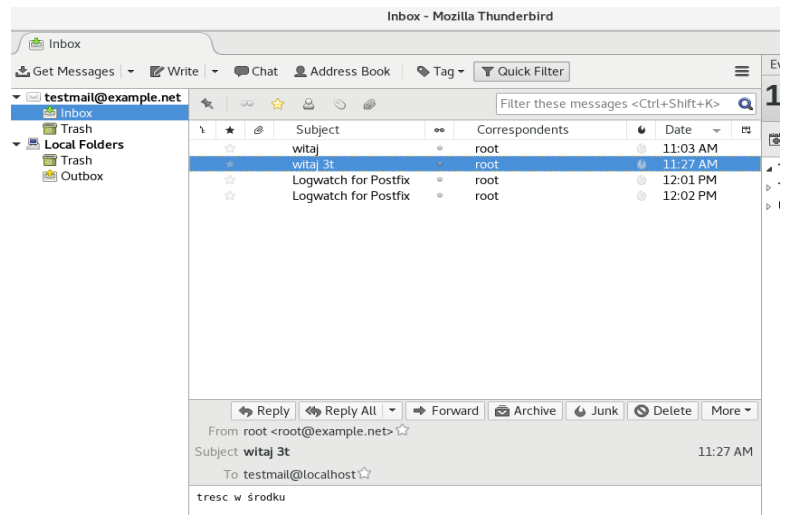 Inbox - Mozilla Thunderbird
Inbox
Get Messages Write Chat Address Book Tag Quick Filter
testmail@example.net
Inbox
Trash
Local Folders
Trash
Outbox
Filter these messages <Ctrl+Shift+K>
Subject Correspondents Date
witaj root 11:03 AM
witaj 3t root 11:27 AM
Logwatch for Postfix root 12:01 PM
Logwatch for Postfix root 12:02 PM
Reply Reply All Forward Archive Junk Delete More
From root <root@example.net>
Subject witaj 3t 11:27 AM
To testmail@localhost
tresc w środku